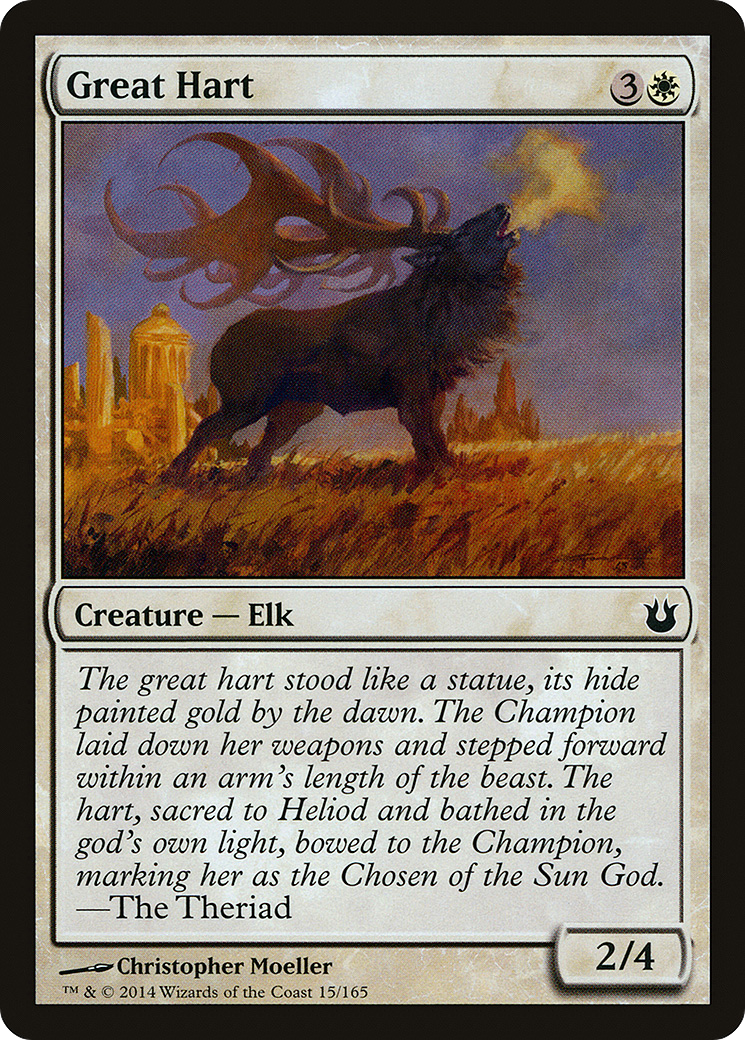 Great Hart 3
Creature — Elk
The great hart stood like a statue, its hide
painted gold by the dawn. The Champion
laid down her weapons and stepped forward
within an arm's length of the beast. The
hart, sacred to Heliod and bathed in the
god's own light, bowed to the Champion,
marking her as the Chosen of the Sun God.
—The Theriad
2/4
Christopher Moeller
™ & © 2014 Wizards of the Coast 15/165